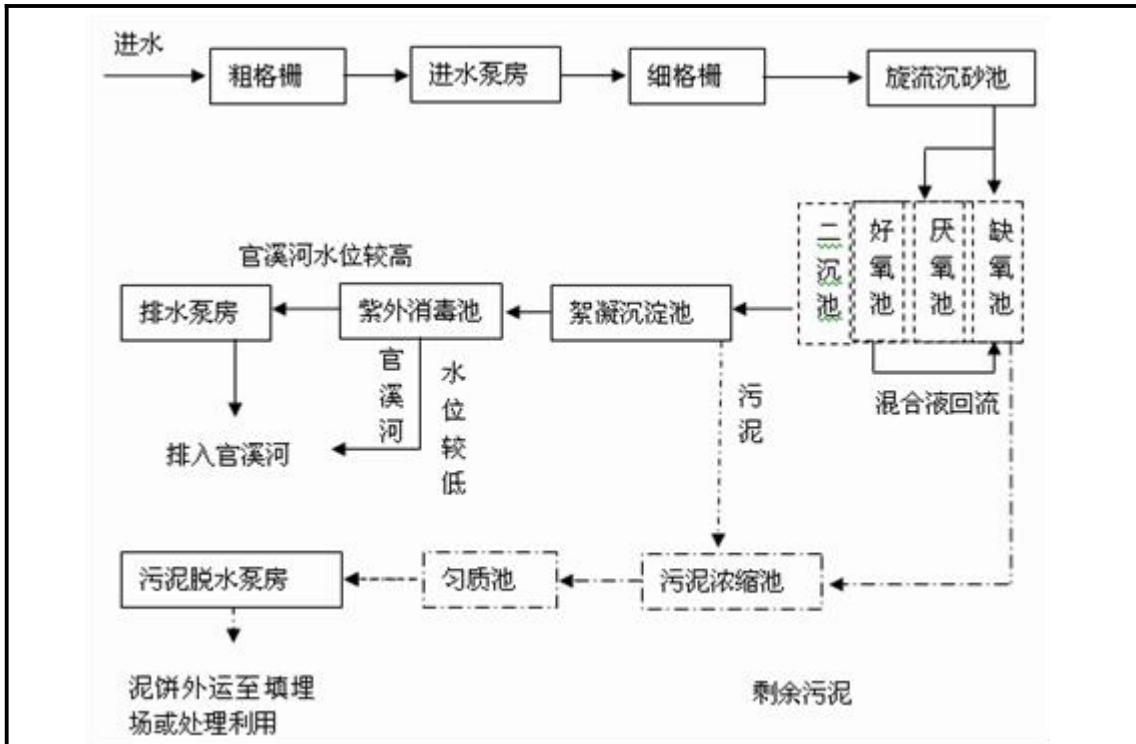 进水
粗格栅
进水泵房
细格栅
旋流沉砂池
二沉池
好氧池
厌氧池
缺氧池
混合液回流
官溪河水位较高
排水泵房
紫外消毒池
絮凝沉淀池
官溪河
水位较低
污泥
排入官溪河
污泥脱水泵房
匀质池
污泥浓缩池
泥饼外运至填埋
场或处理利用
剩余污泥